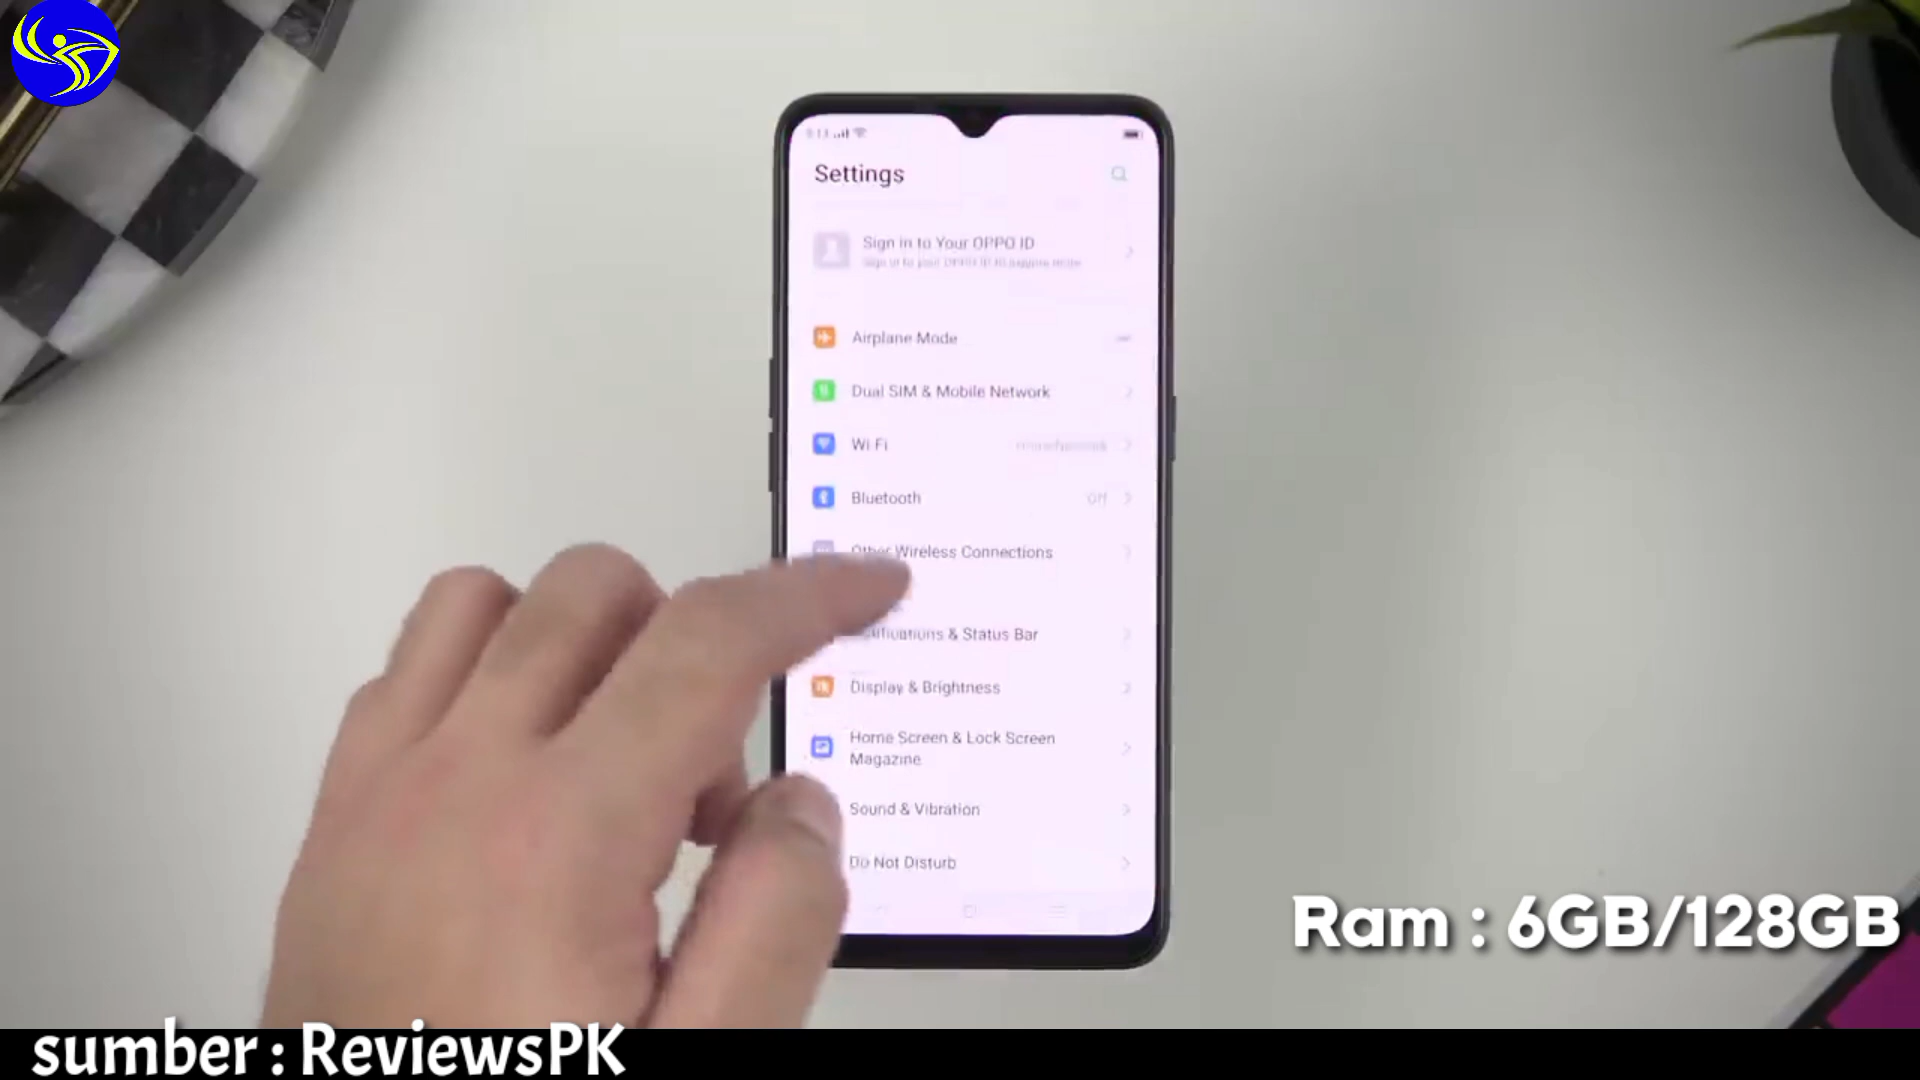 Settings
Sign in to Your OPPO ID
Airplane Mode
Dual SIM & Mobile Network
Wi-Fi
Bluetooth
Off
Other Wireless Connections
& Status Bar
Display & Brightness
Home Screen & Lock Screen
Magazine
Sound & Vibration
Do Not Disturb
Ram : 6GB/128GB
sumber : ReviewsPK